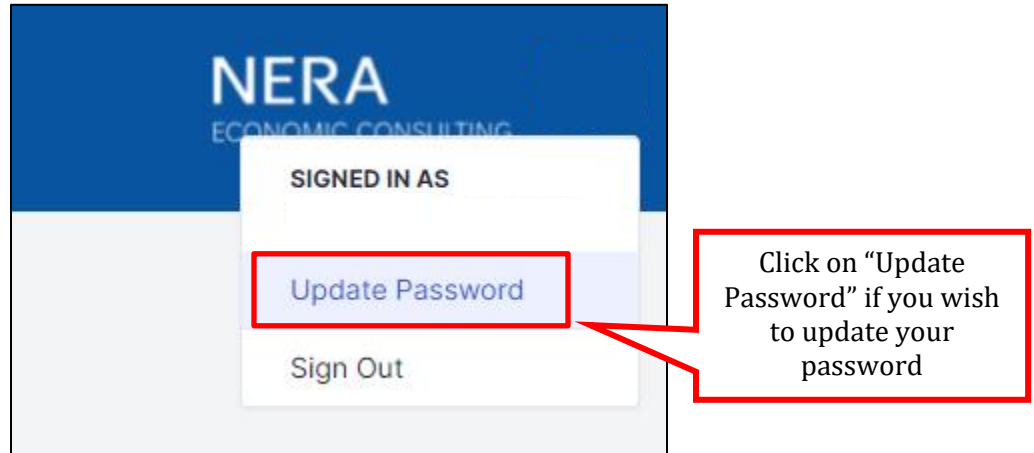 NERA
ECONOMIC CONSULTING
SIGNED IN AS
Update Password
Sign Out
Click on “Update
Password” if you wish
to update your
password